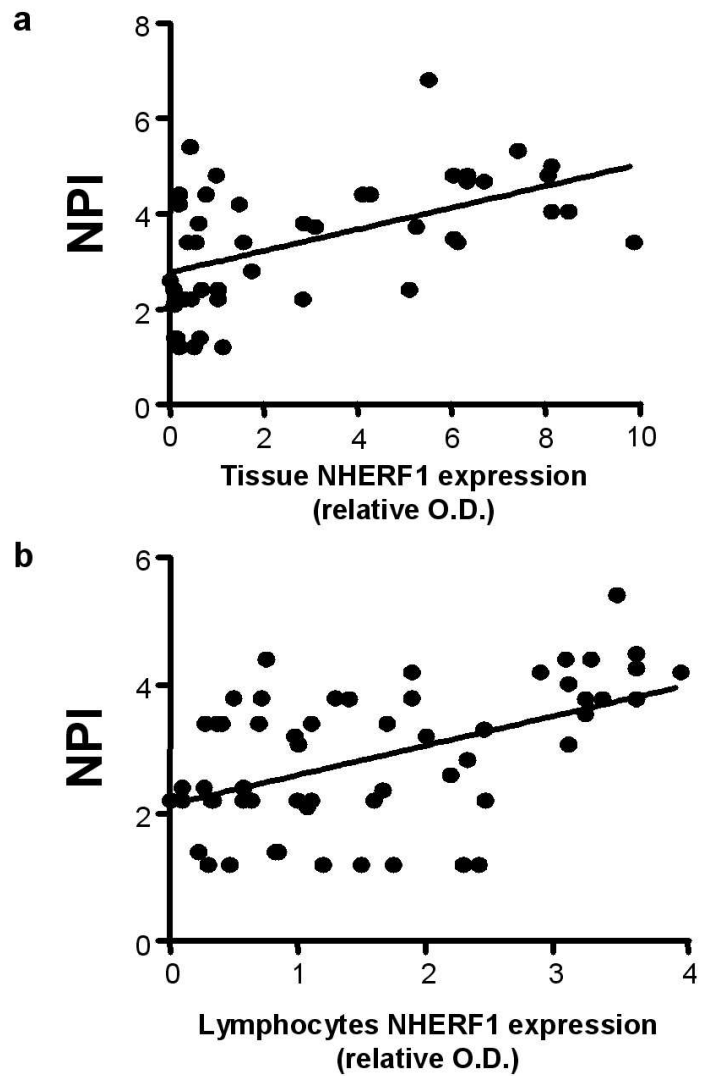 a
NPI
8
6
4
2
0
0 2 4 6 8 10
Tissue NHERF1 expression
(relative O.D.)
b
NPI
6
4
2
0
0 1 2 3 4
Lymphocytes NHERF1 expression
(relative O.D.)